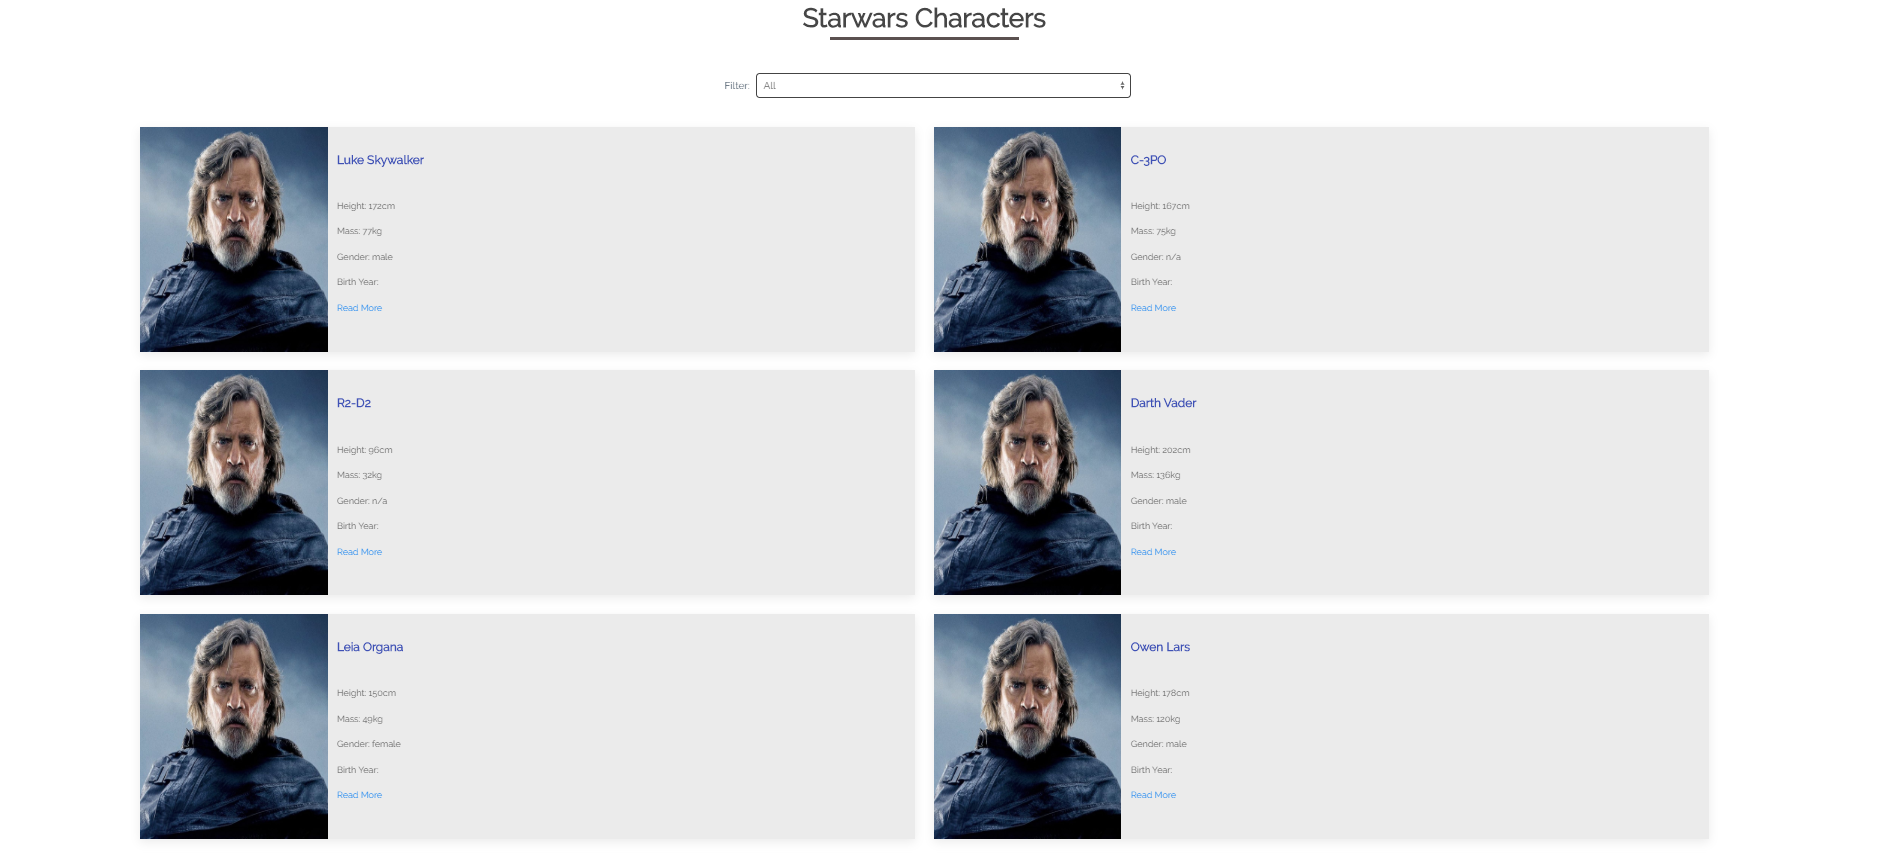 Starwars Characters
Filter: All
Luke Skywalker
Height: 172cm
Mass: 77kg
Gender: male
Birth Year:
Read More
C-3PO
Height: 167cm
Mass: 75kg
Gender: n/a
Birth Year:
Read More
R2-D2
Height: 96cm
Mass: 32kg
Gender: n/a
Birth Year:
Read More
Darth Vader
Height: 202cm
Mass: 136kg
Gender: male
Birth Year:
Read More
Leia Organa
Height: 150cm
Mass: 49kg
Gender: female
Birth Year:
Read More
Owen Lars
Height: 178cm
Mass: 120kg
Gender: male
Birth Year:
Read More